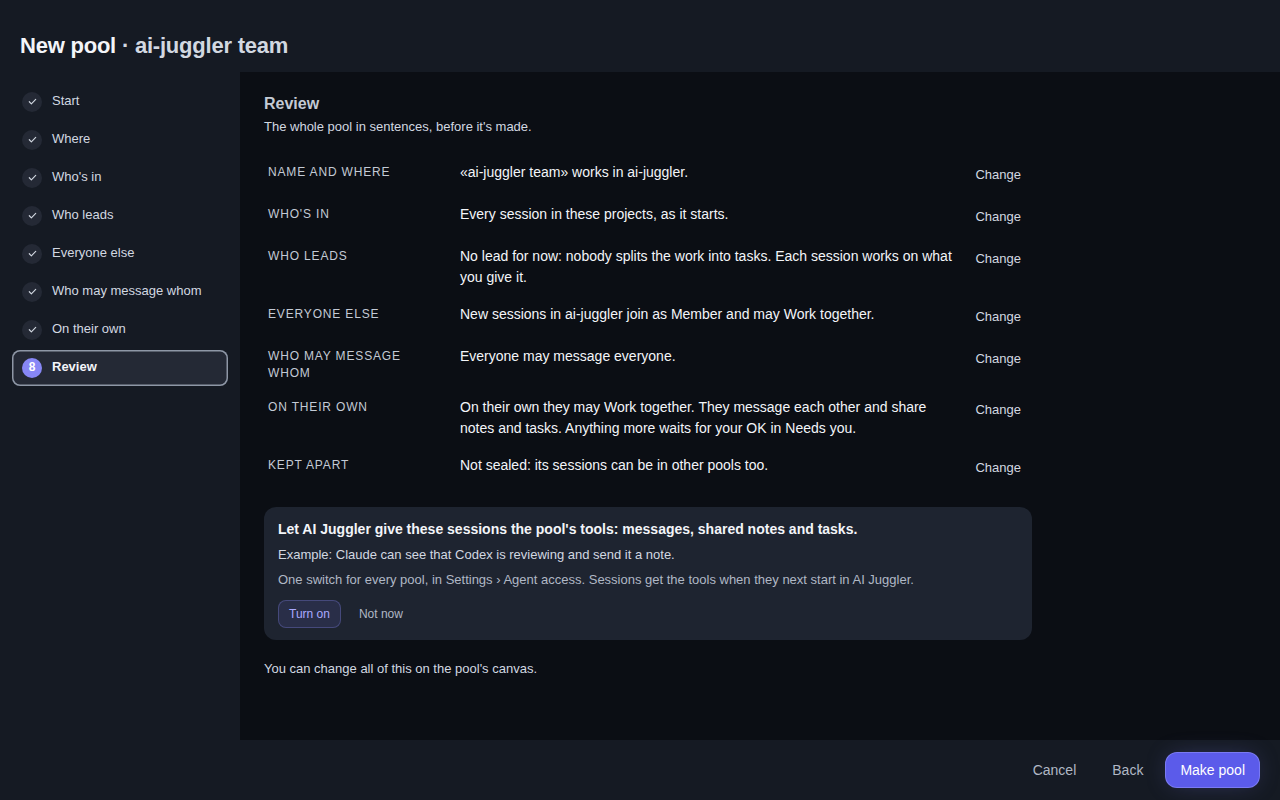 New pool · ai-juggler team
Start
Where
Who's in
Who leads
Everyone else
Who may message whom
On their own
8 Review
Review
The whole pool in sentences, before it's made.
NAME AND WHERE
«ai-juggler team» works in ai-juggler.
Change
WHO'S IN
Every session in these projects, as it starts.
Change
WHO LEADS
No lead for now: nobody splits the work into tasks. Each session works on what
you give it.
Change
EVERYONE ELSE
New sessions in ai-juggler join as Member and may Work together.
Change
WHO MAY MESSAGE
WHOM
Everyone may message everyone.
Change
ON THEIR OWN
On their own they may Work together. They message each other and share
notes and tasks. Anything more waits for your OK in Needs you.
Change
KEPT APART
Not sealed: its sessions can be in other pools too.
Change
Let AI Juggler give these sessions the pool's tools: messages, shared notes and tasks.
Example: Claude can see that Codex is reviewing and send it a note.
One switch for every pool, in Settings › Agent access. Sessions get the tools when they next start in AI Juggler.
Turn on
Not now
You can change all of this on the pool's canvas.
Cancel
Back
Make pool